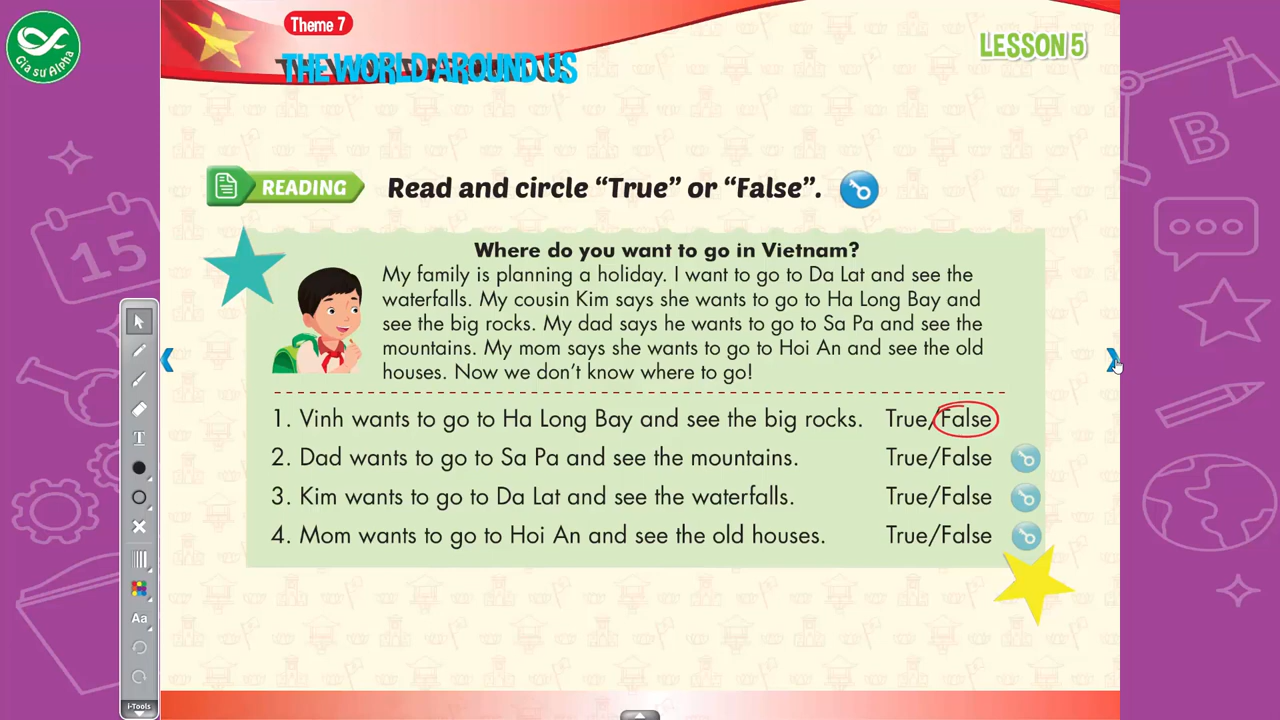 Gia sư Alpha
Theme 7
THE WORLD AROUND US
LESSON 5
B
15
READING
Read and circle “True” or “False”.
Where do you want to go in Vietnam?
My family is planning a holiday. I want to go to Da Lat and see the
waterfalls. My cousin Kim says she wants to go to Ha Long Bay and
see the big rocks. My dad says he wants to go to Sa Pa and see the
mountains. My mom says she wants to go to Hoi An and see the old
houses. Now we don’t know where to go!
1. Vinh wants to go to Ha Long Bay and see the big rocks. True/False
2. Dad wants to go to Sa Pa and see the mountains. True/False
3. Kim wants to go to Da Lat and see the waterfalls. True/False
4. Mom wants to go to Hoi An and see the old houses. True/False
T
Aa
i-Tools